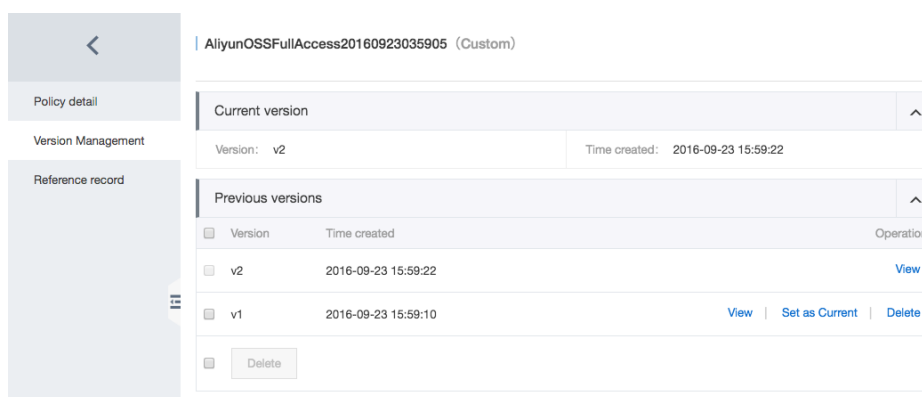 AliyunOSSFullAccess20160923035905 (Custom)
Policy detail
Version Management
Reference record
Current version
Version: v2 Time created: 2016-09-23 15:59:22
Previous versions
Version Time created Operation
v2 2016-09-23 15:59:22 View
v1 2016-09-23 15:59:10 View | Set as Current | Delete
Delete